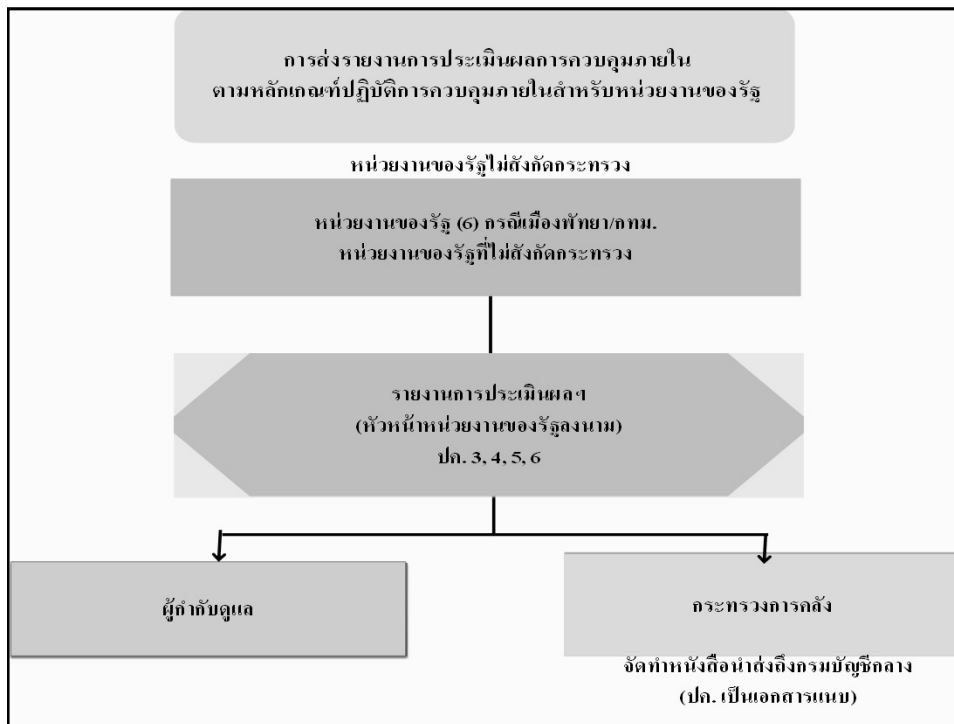 การส่งรายงานการประเมินผลการควบคุมภายใน
ตามหลักเกณฑ์ปฏิบัติการควบคุมภายในสำหรับหน่วยงานของรัฐ
หน่วยงานของรัฐไม่สังกัดกระทรวง
หน่วยงานของรัฐ (6) กรณีเมืองพัทยา/กทม.
หน่วยงานของรัฐที่ไม่สังกัดกระทรวง
รายงานการประเมินผลฯ
(หัวหน้าหน่วยงานของรัฐลงนาม)
ปค. 3, 4, 5, 6
ผู้กำกับดูแล
กระทรวงการคลัง
จัดทำหนังสือนำส่งถึงกรมบัญชีกลาง
(ปค. เป็นเอกสารแนบ)